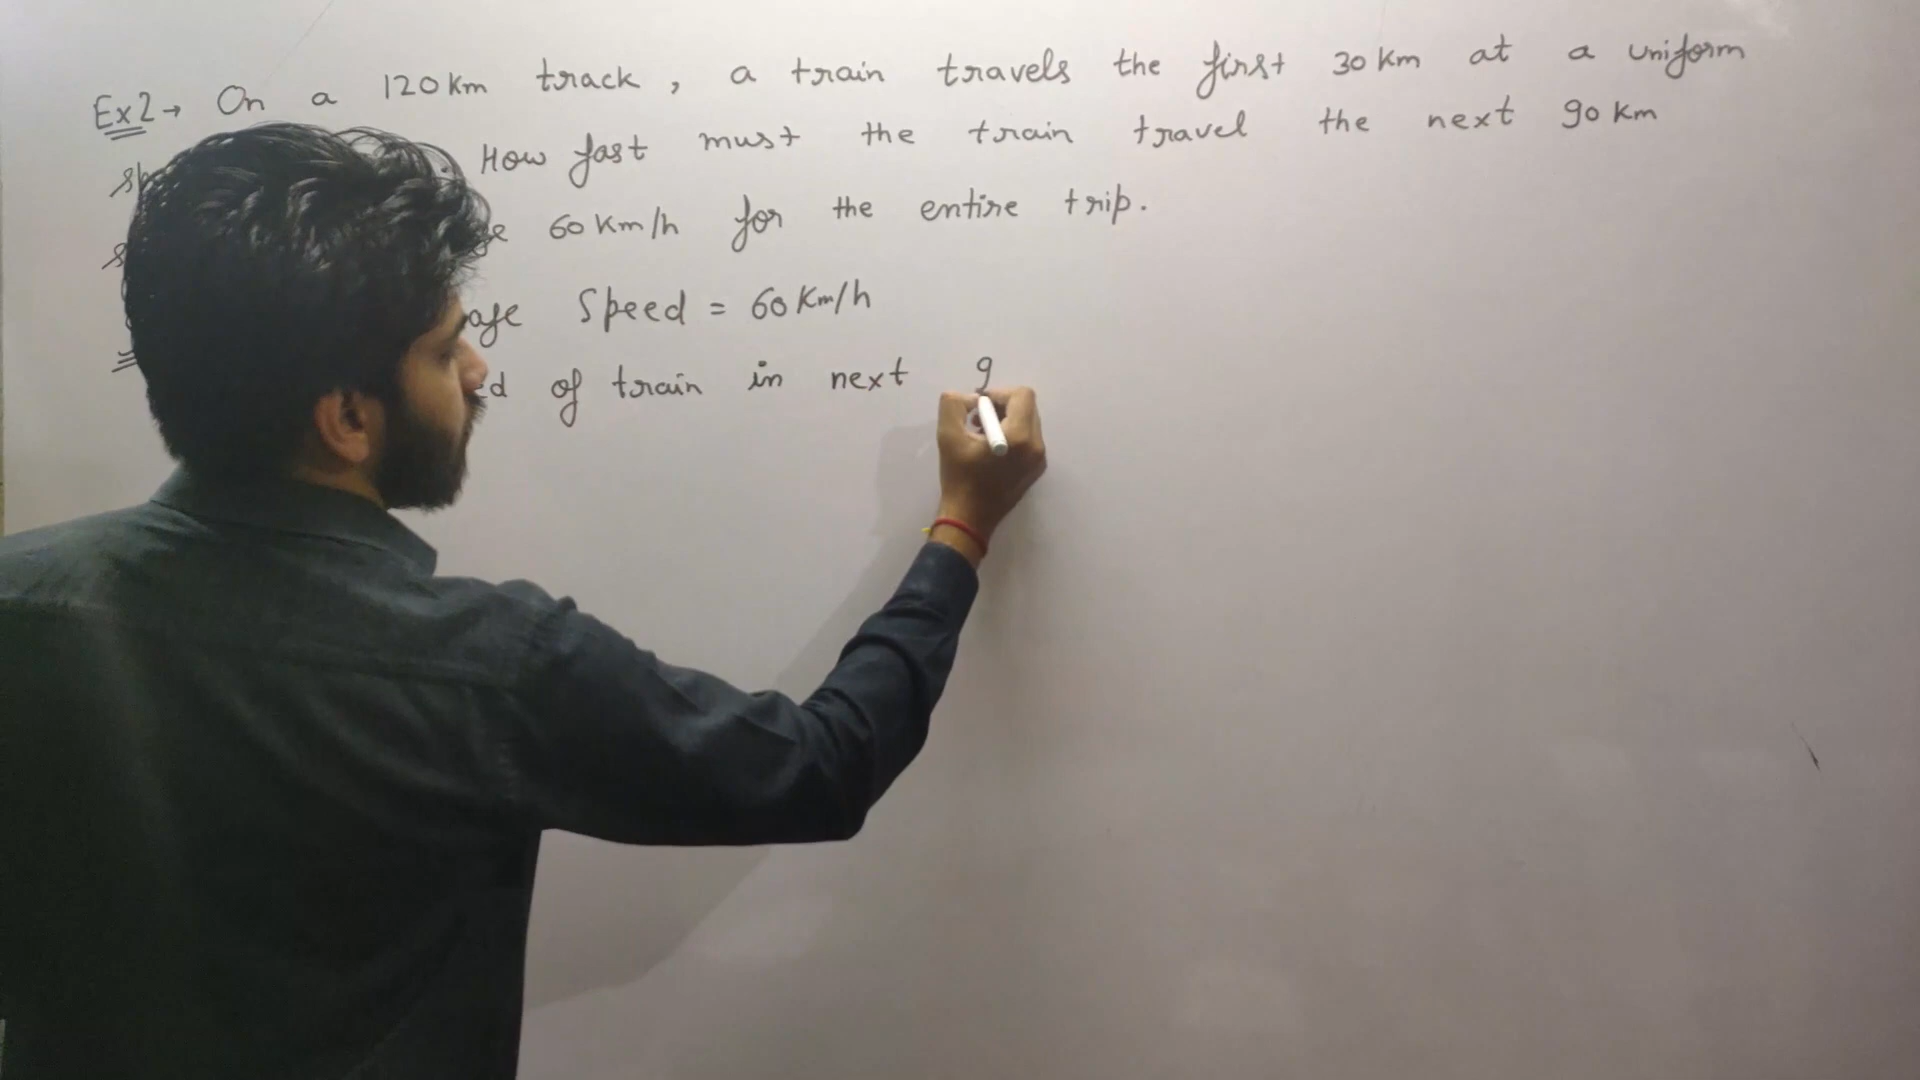 Ex2→ On a 120 Km track, a train travels the first 30 Km at a uniform
How fast must the train travel the next 90 Km
60 Km/h for the entire trip.
Speed = 60 Km/h
of train in next 9